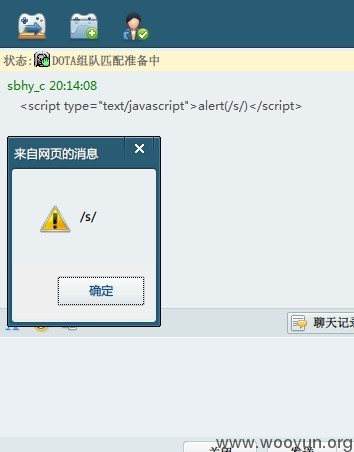 状态:DOTA组队匹配准备中
sbhy_c 20:14:08
<script type="text/javascript">alert(/s/)</script>
来自网页的消息
/s/
确定
聊天记录
www.wooyun.org